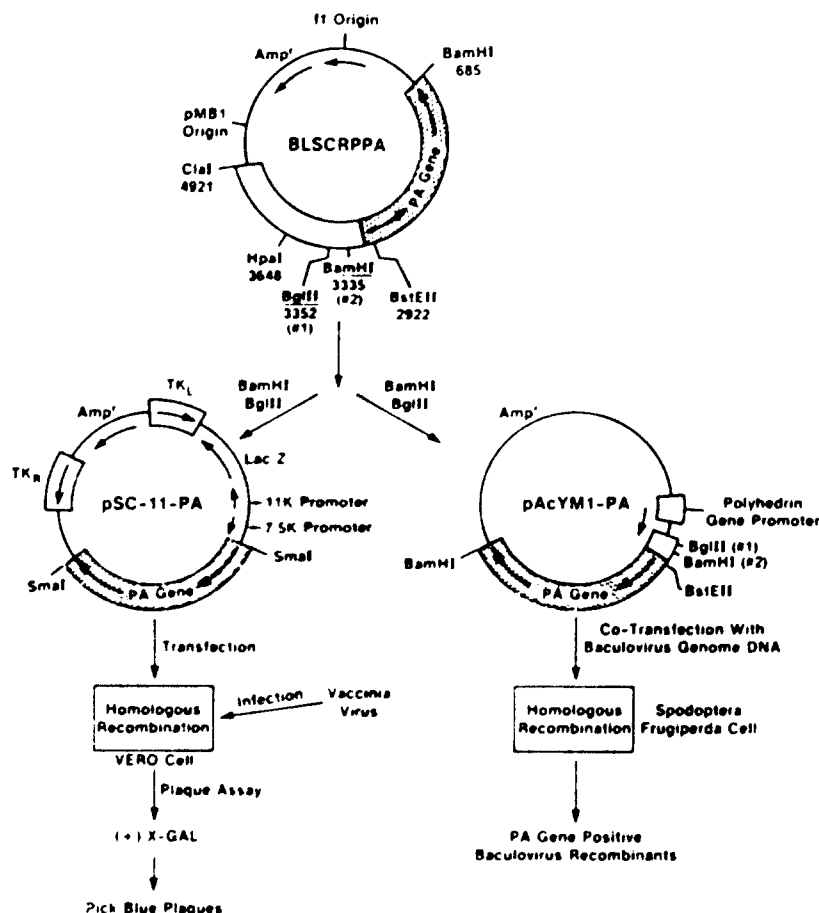 f1 Origin
Amp^r
BamHI
685
pMB1
Origin
BLSCRPPA
PA Gene
ClaI
4921
HpaI
3648
BglII
3352
(#1)
BamHI
3335
(#2)
BstEII
2922
BamHI
BglII
BamHI
BglII
TK_L
Amp^r
Lac Z
TK_R
pSC-11-PA
11K Promoter
7.5K Promoter
SmaI
SmaI
PA Gene
Amp^r
pAcYM1-PA
Polyhedrin
Gene Promoter
BglII (#1)
BamHI (#2)
BstEII
BamHI
PA Gene
Transfection
Homologous
Recombination
Infection
Vaccinia
Virus
VERO Cell
Plaque Assay
(+) X-GAL
Pick Blue Plaques
Co-Transfection With
Baculovirus Genome DNA
Homologous
Recombination
Spodoptera
Frugiperda Cell
PA Gene Positive
Baculovirus Recombinants